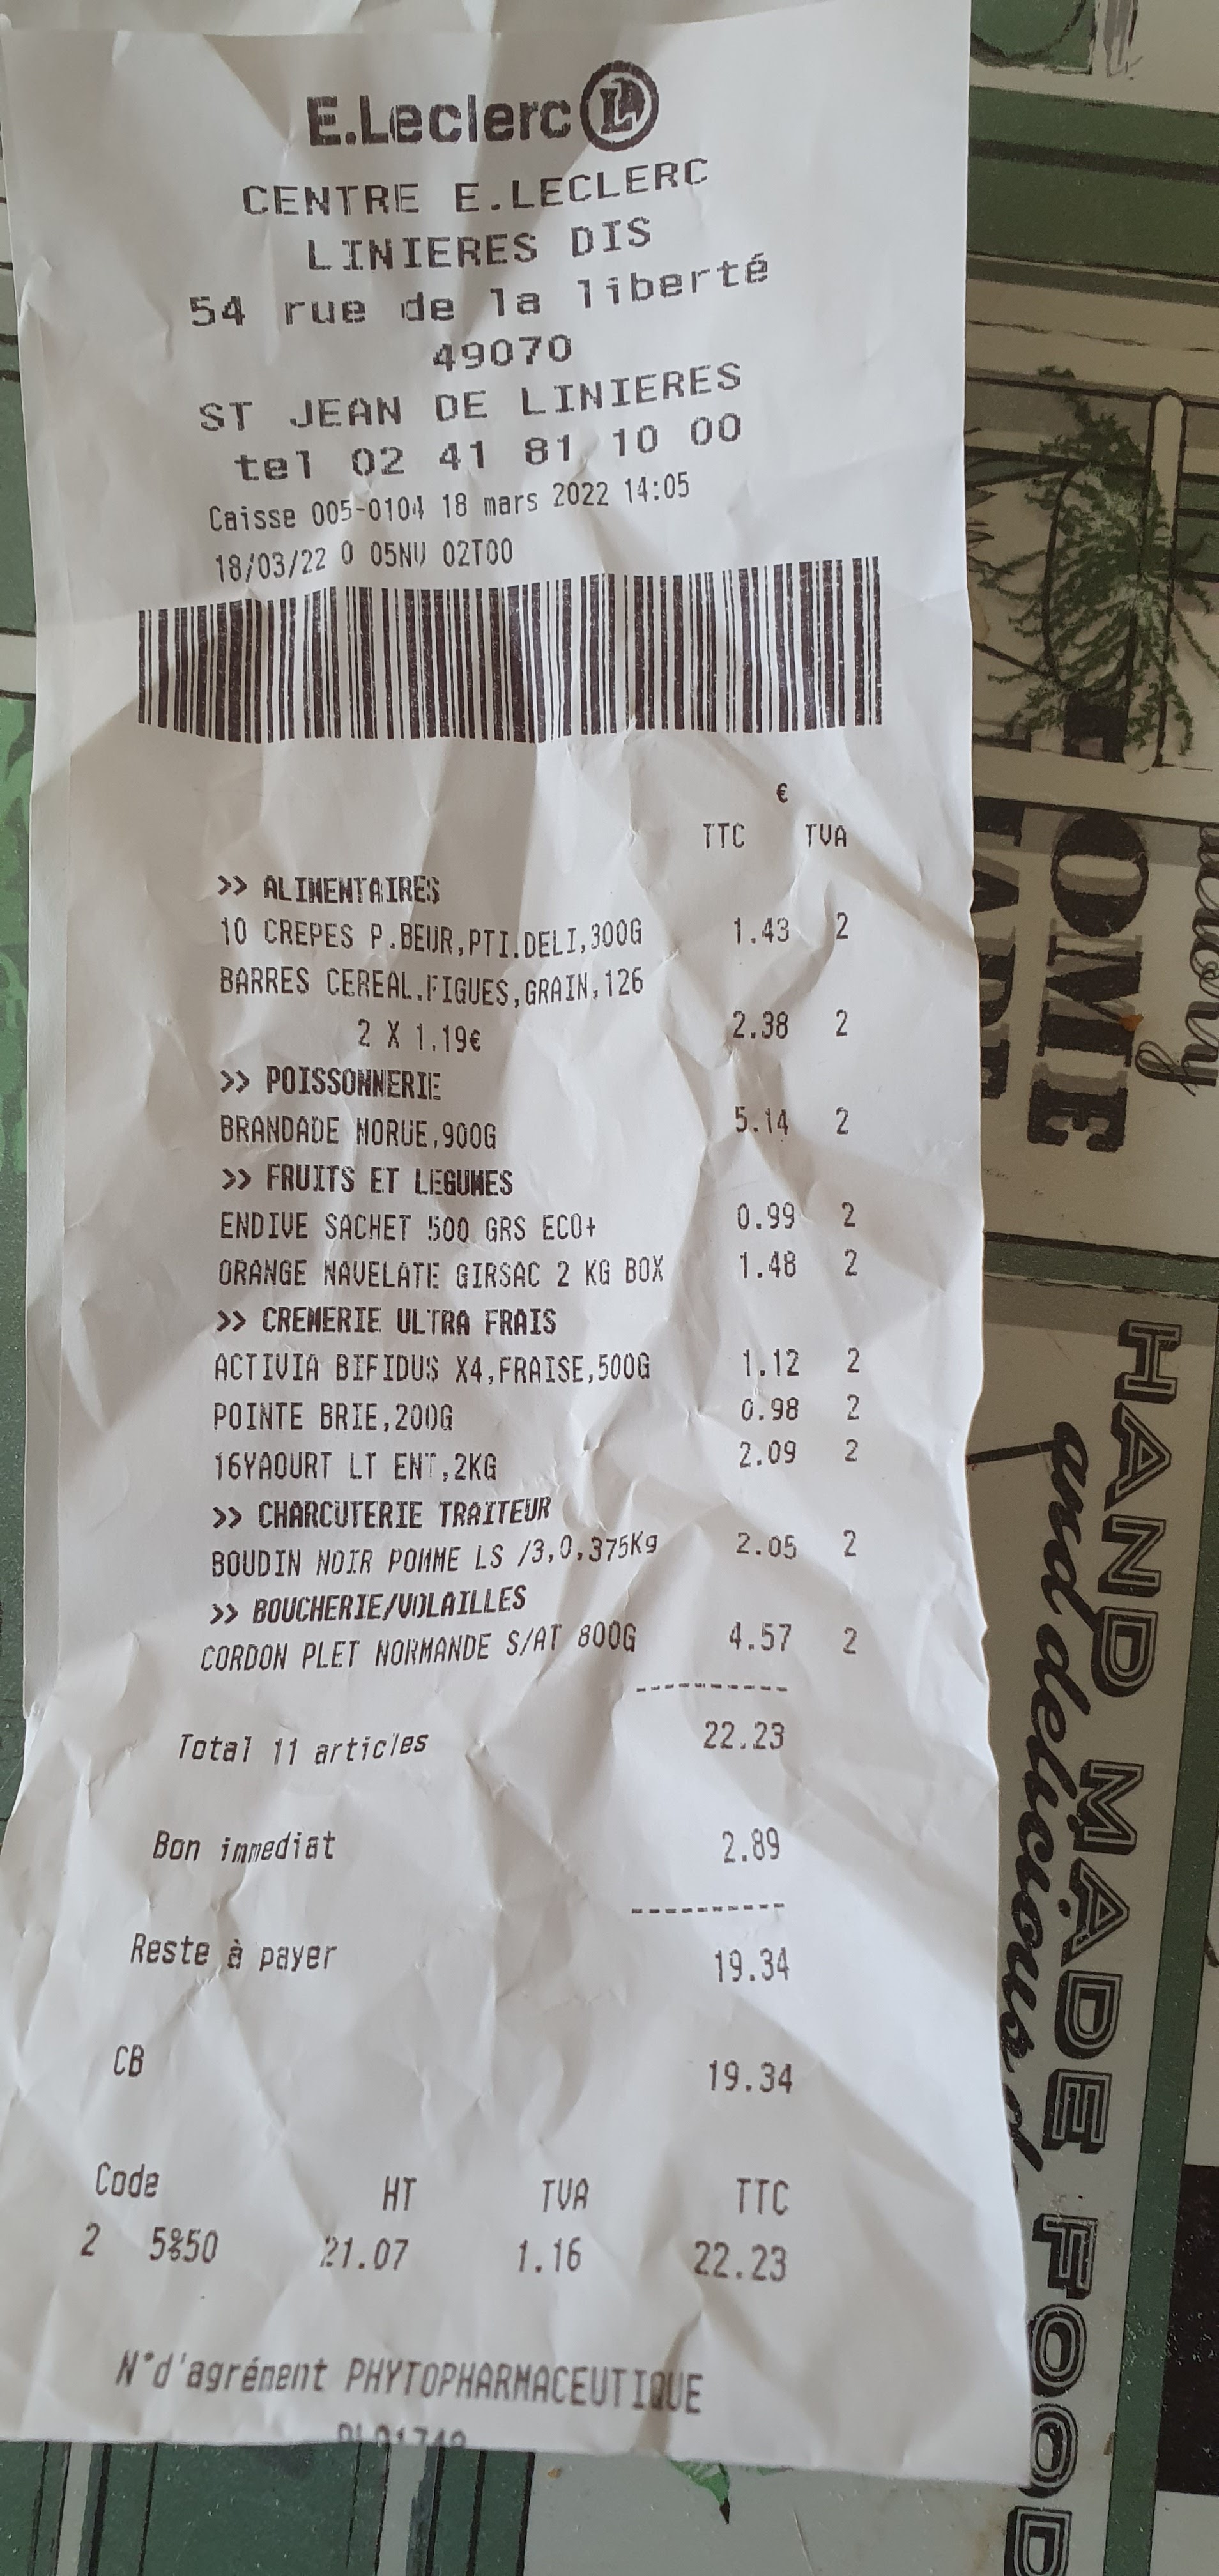 E.Leclerc L
CENTRE E.LECLERC
LINIERES DIS
54 rue de la liberté
49070
ST JEAN DE LINIERES
tel 02 41 81 10 00
Caisse 005-0104 18 mars 2022 14:05
18/03/22 0 05NV 02T00
€
TTC TVA
>> ALIMENTAIRES
10 CREPES P.BEUR,PTI.DELI,300G 1.43 2
BARRES CEREAL.FIGUES,GRAIN,126
2 X 1.19€ 2.38 2
>> POISSONNERIE
BRANDADE MORUE,900G 5.14 2
>> FRUITS ET LEGUMES
ENDIVE SACHET 500 GRS ECO+ 0.99 2
ORANGE NAVELATE GIRSAC 2 KG BOX 1.48 2
>> CREMERIE ULTRA FRAIS
ACTIVIA BIFIDUS X4,FRAISE,500G 1.12 2
POINTE BRIE,200G 0.98 2
16YAOURT LT ENT,2KG 2.09 2
>> CHARCUTERIE TRAITEUR
BOUDIN NOIR POMME LS /3,0,375Kg 2.05 2
>> BOUCHERIE/VOLAILLES
CORDON PLET NORMANDE S/AT 800G 4.57 2
----------
Total 11 articles 22.23
Bon immediat 2.89
----------
Reste à payer 19.34
CB 19.34
Code HT TVA TTC
2 5%50 21.07 1.16 22.23
N°d'agrément PHYTOPHARMACEUTIQUE
HOME
MADE
HAND MADE FOOD
and delicious